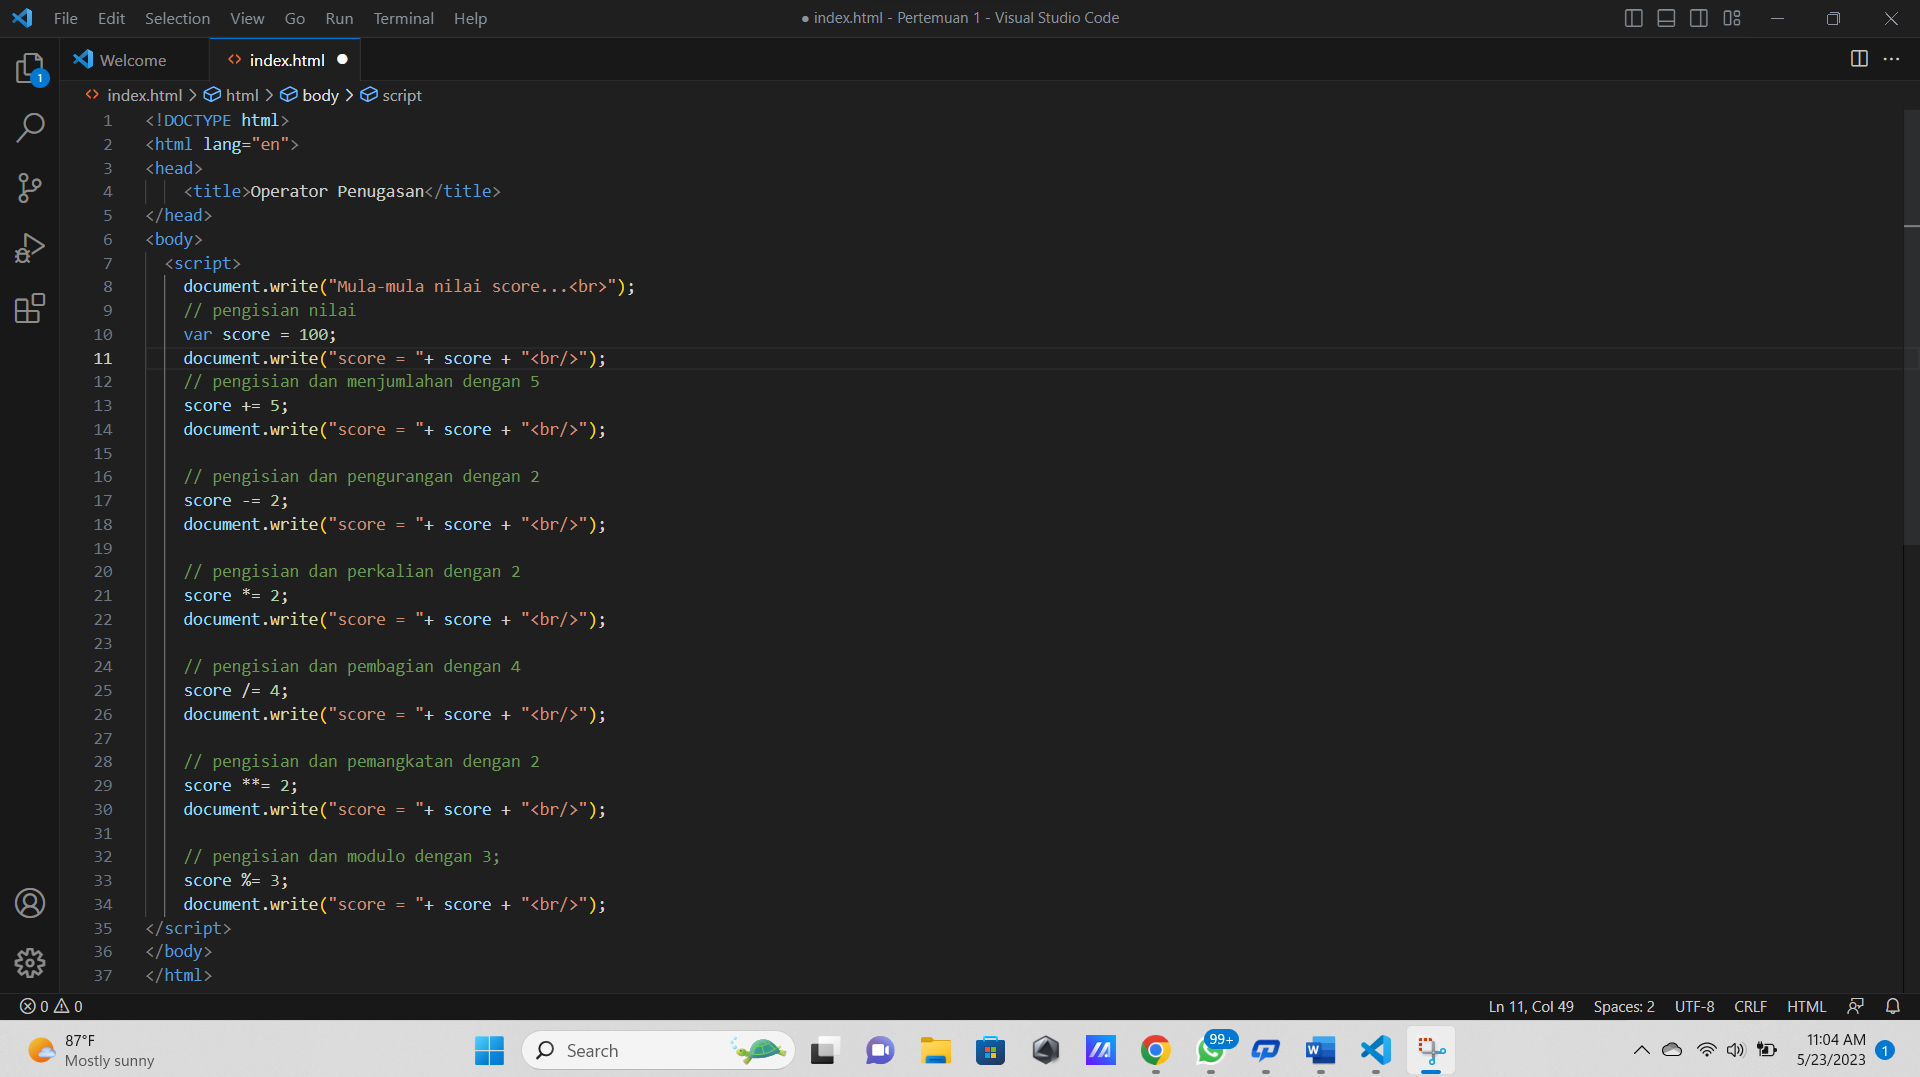 File Edit Selection View Go Run Terminal Help
● index.html - Pertemuan 1 - Visual Studio Code
1
Welcome
<> index.html ●
<> index.html > html > body > script
1 <!DOCTYPE html>
2 <html lang="en">
3 <head>
4 <title>Operator Penugasan</title>
5 </head>
6 <body>
7 <script>
8 document.write("Mula-mula nilai score...<br>");
9 // pengisian nilai
10 var score = 100;
11 document.write("score = "+ score + "<br/>");
12 // pengisian dan menjumlahan dengan 5
13 score += 5;
14 document.write("score = "+ score + "<br/>");
15
16 // pengisian dan pengurangan dengan 2
17 score -= 2;
18 document.write("score = "+ score + "<br/>");
19
20 // pengisian dan perkalian dengan 2
21 score *= 2;
22 document.write("score = "+ score + "<br/>");
23
24 // pengisian dan pembagian dengan 4
25 score /= 4;
26 document.write("score = "+ score + "<br/>");
27
28 // pengisian dan pemangkatan dengan 2
29 score **= 2;
30 document.write("score = "+ score + "<br/>");
31
32 // pengisian dan modulo dengan 3;
33 score %= 3;
34 document.write("score = "+ score + "<br/>");
35 </script>
36 </body>
37 </html>
0 0
Ln 11, Col 49 Spaces: 2 UTF-8 CRLF HTML
87°F
Mostly sunny
Search
99+
W
11:04 AM
5/23/2023
1